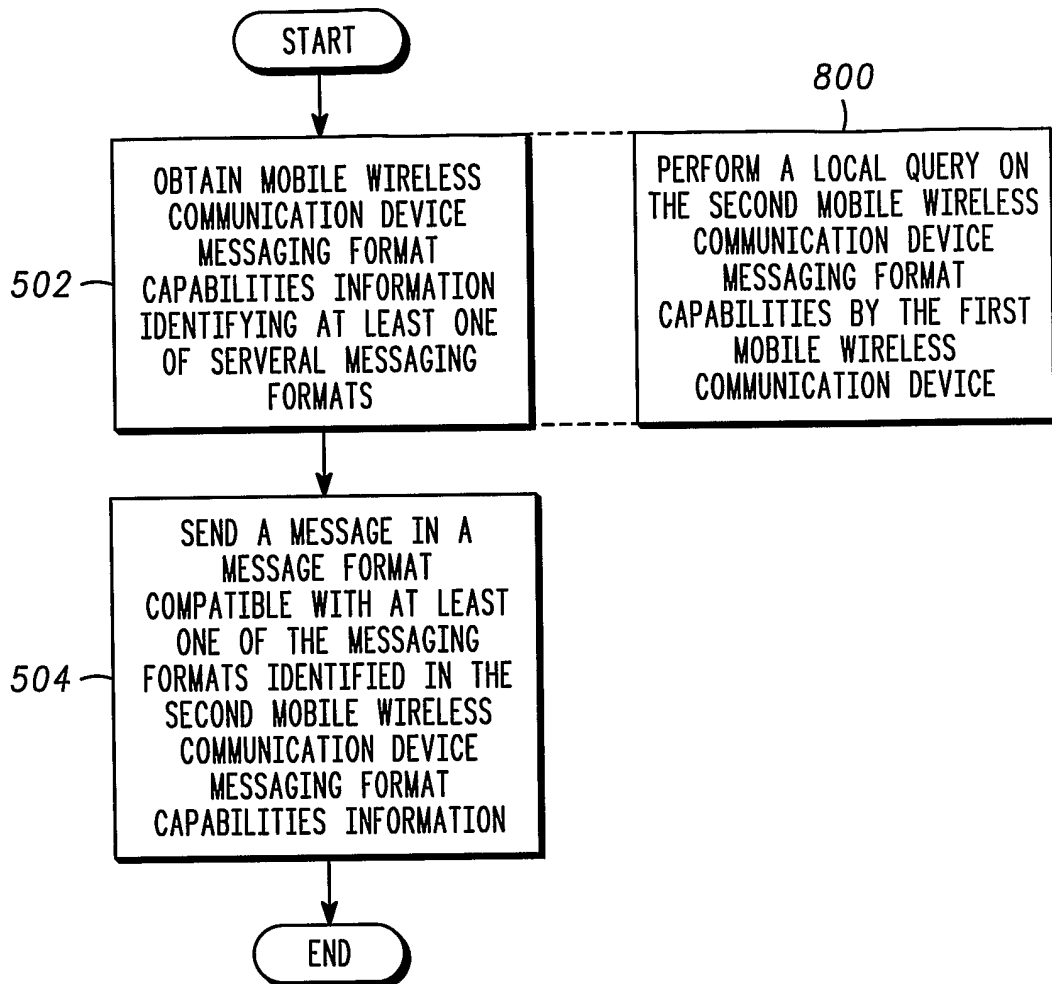 START
800
502
OBTAIN MOBILE WIRELESS
COMMUNICATION DEVICE
MESSAGING FORMAT
CAPABILITIES INFORMATION
IDENTIFYING AT LEAST ONE
OF SERVERAL MESSAGING
FORMATS
PERFORM A LOCAL QUERY ON
THE SECOND MOBILE WIRELESS
COMMUNICATION DEVICE
MESSAGING FORMAT
CAPABILITIES BY THE FIRST
MOBILE WIRELESS
COMMUNICATION DEVICE
504
SEND A MESSAGE IN A
MESSAGE FORMAT
COMPATIBLE WITH AT LEAST
ONE OF THE MESSAGING
FORMATS IDENTIFIED IN THE
SECOND MOBILE WIRELESS
COMMUNICATION DEVICE
MESSAGING FORMAT
CAPABILITIES INFORMATION
END